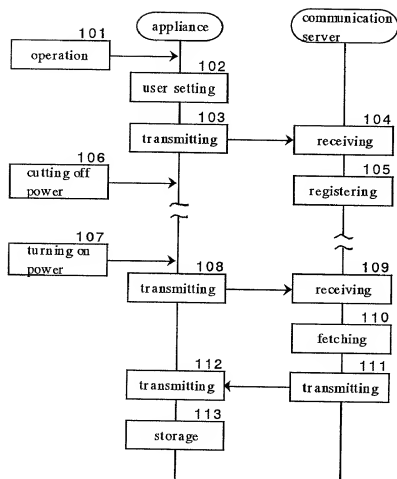 appliance
communication
server
101
operation
102
user setting
103
transmitting
104
receiving
106
cutting off
power
105
registering
107
turning on
power
108
transmitting
109
receiving
110
fetching
112
transmitting
111
transmitting
113
storage